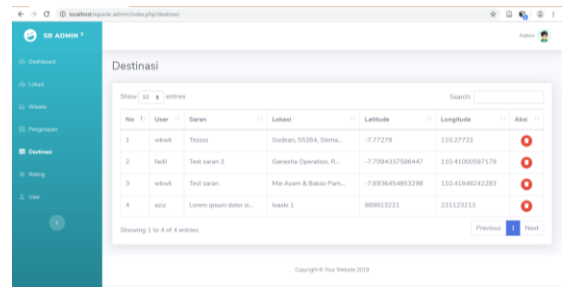 localhost/eguide-admin/index.php/destinasi
SB ADMIN 2
Admin
Dashboard
Lokasi
Wisata
Penginapan
Destinasi
Rating
User
Destinasi
Show 10 entries
Search:
No User Saran Lokasi Latitude Longitude Aksi
1 wkwk Tessss Godean, 55264, Slema... -7.77278 110.27722
2 fadil Test saran 3 Ganesha Operation, R... -7.7094337586447 110.41000597179
3 wkwk Test saran Mie Ayam & Bakso Pam... -7.6936454853286 110.41848242283
4 aziz Lorem ipsum dolor si... 989913221 231123213
Showing 1 to 4 of 4 entries
Previous 1 Next
Copyright © Your Website 2019